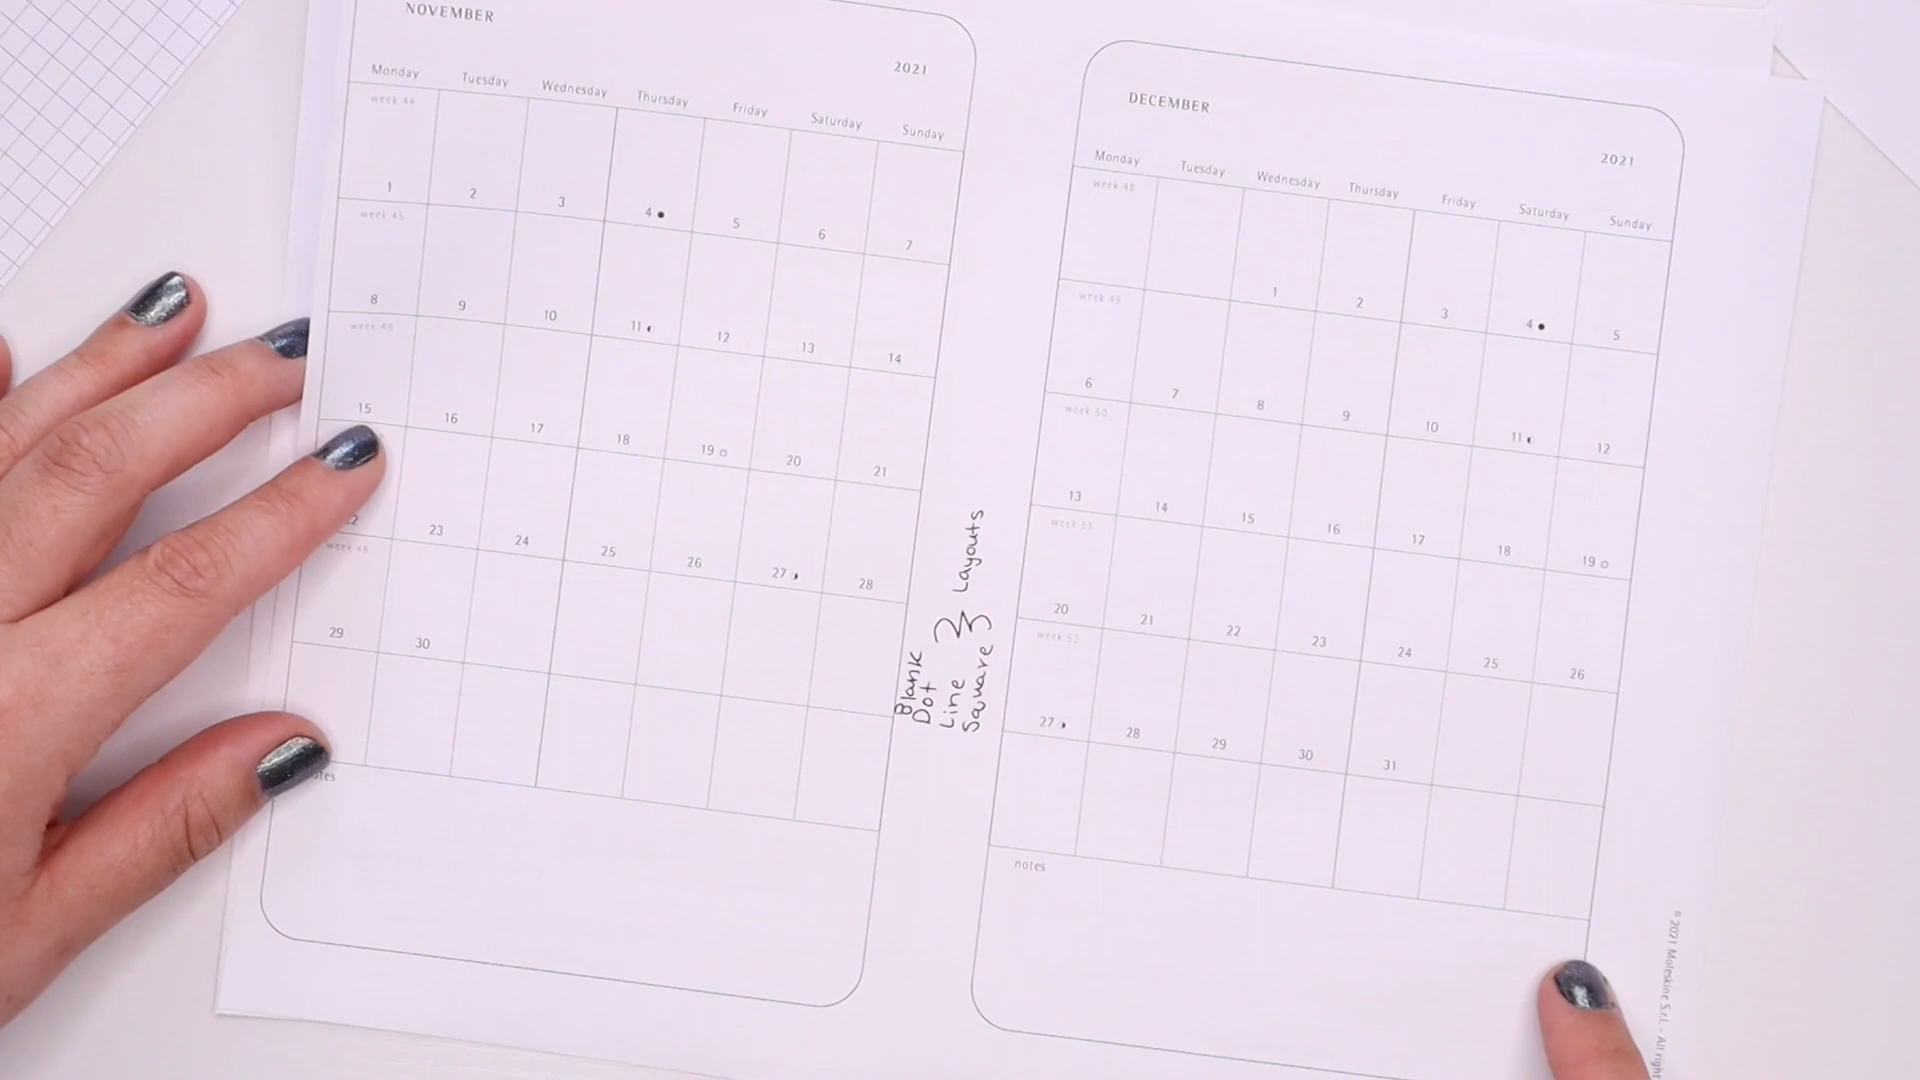 NOVEMBER
2021
Monday Tuesday Wednesday Thursday Friday Saturday Sunday
week 44
1 2 3 4 ● 5 6 7
week 45
8 9 10 11 12 13 14
week 46
15 16 17 18 19 ○ 20 21
23 24 25 26 27 28
week 48
29 30
DECEMBER
2021
Monday Tuesday Wednesday Thursday Friday Saturday Sunday
week 48
1 2 3 4 ● 5
week 49
6 7 8 9 10 11 12
week 50
13 14 15 16 17 18 19 ○
week 51
20 21 22 23 24 25 26
week 52
27 28 29 30 31
notes
Blank
Dot
Line
Square
Layouts
© 2021 Moleskine S.r.l. - All right